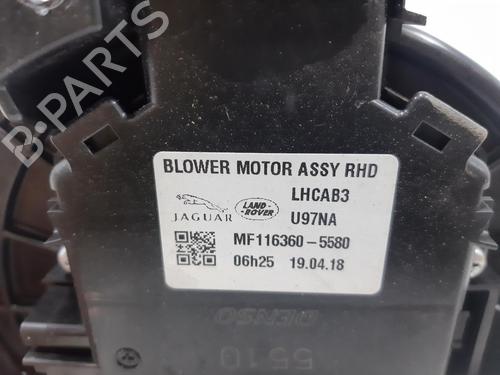 B-PARTS
BLOWER MOTOR ASSY RHD
JAGUAR
LAND-
ROVER
LHCAB3
U97NA
MF116360-5580
06h25 19.04.18
DENSO
5510